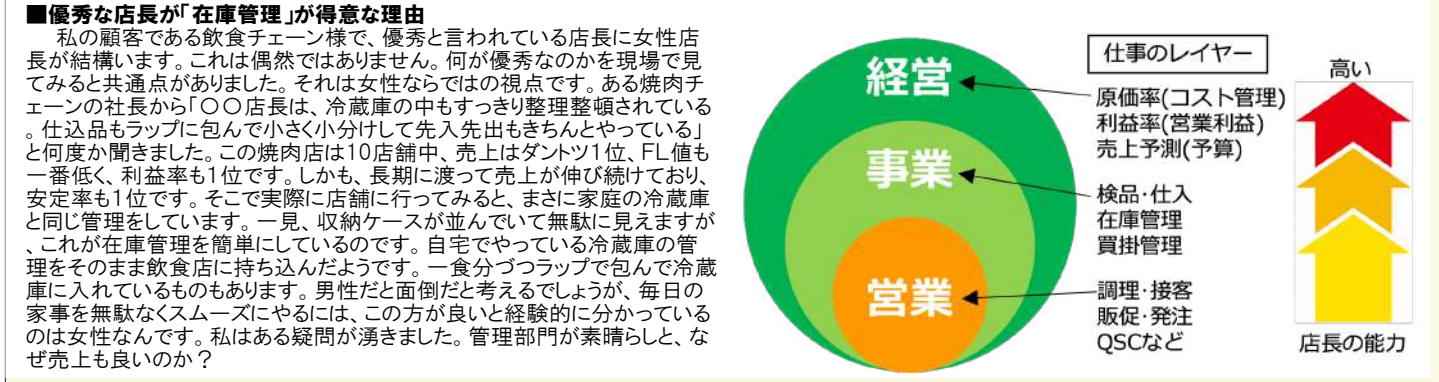 ■優秀な店長が「在庫管理」が得意な理由
私の顧客である飲食チェーン様で、優秀と言われている店長に女性店
長が結構います。これは偶然ではありません。何が優秀なのかを現場で見
てみると共通点がありました。それは女性ならではの視点です。ある焼肉チ
ェーンの社長から「〇〇店長は、冷蔵庫の中もすっきり整理整頓されている
。仕込品もラップに包んで小さく小分けして先入先出もきちんとやっている」
と何度か聞きました。この焼肉店は10店舗中、売上はダントツ1位、FL値も
一番低く、利益率も1位です。しかも、長期に渡って売上が伸び続けており、
安定率も1位です。そこで実際に店舗に行ってみると、まさに家庭の冷蔵庫
と同じ管理をしています。一見、収納ケースが並んでいて無駄に見えますが
、これが在庫管理を簡単にしているのです。自宅でやっている冷蔵庫の管
理をそのまま飲食店に持ち込んだようです。一食分づつラップで包んで冷蔵
庫に入れているものもあります。男性だと面倒だと考えるでしょうが、毎日の
家事を無駄なくスムーズにやるには、この方が良いと経験的に分かっている
のは女性なんです。私はある疑問が湧きました。管理部門が素晴らしと、な
ぜ売上も良いのか？
経営
事業
営業
仕事のレイヤー
原価率(コスト管理)
利益率(営業利益)
売上予測(予算)
検品・仕入
在庫管理
買掛管理
調理・接客
販促・発注
QSCなど
高い
店長の能力